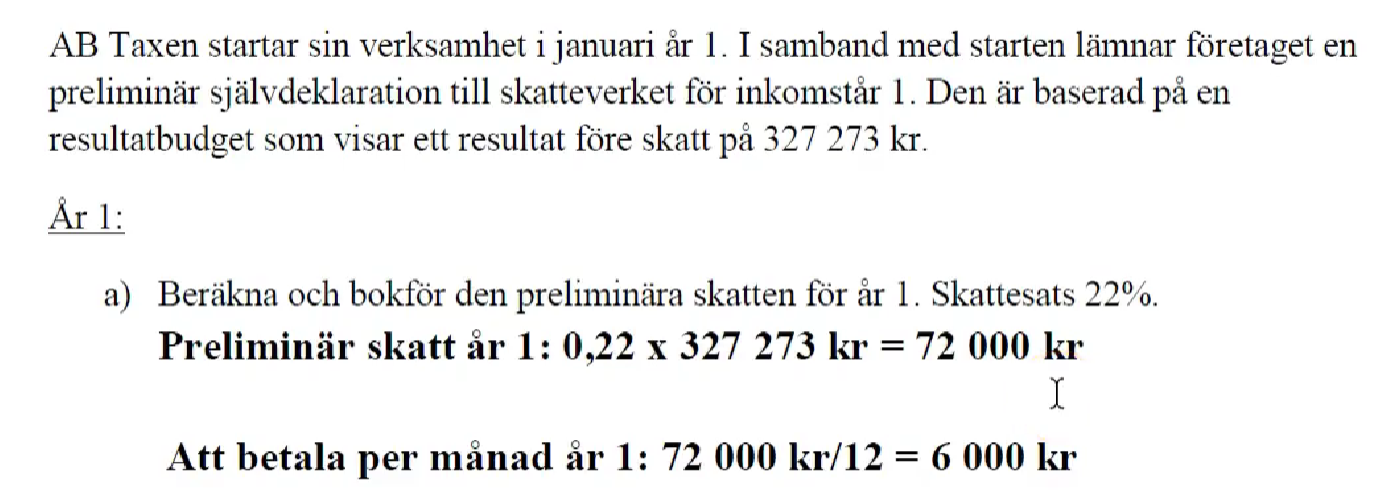 AB Taxen startar sin verksamhet i januari år 1. I samband med starten lämnar företaget en
preliminär självdeklaration till skatteverket för inkomstår 1. Den är baserad på en
resultatbudget som visar ett resultat före skatt på 327 273 kr.
År 1:
a) Beräkna och bokför den preliminära skatten för år 1. Skattesats 22%.
Preliminär skatt år 1: 0,22 x 327 273 kr = 72 000 kr
Att betala per månad år 1: 72 000 kr/12 = 6 000 kr